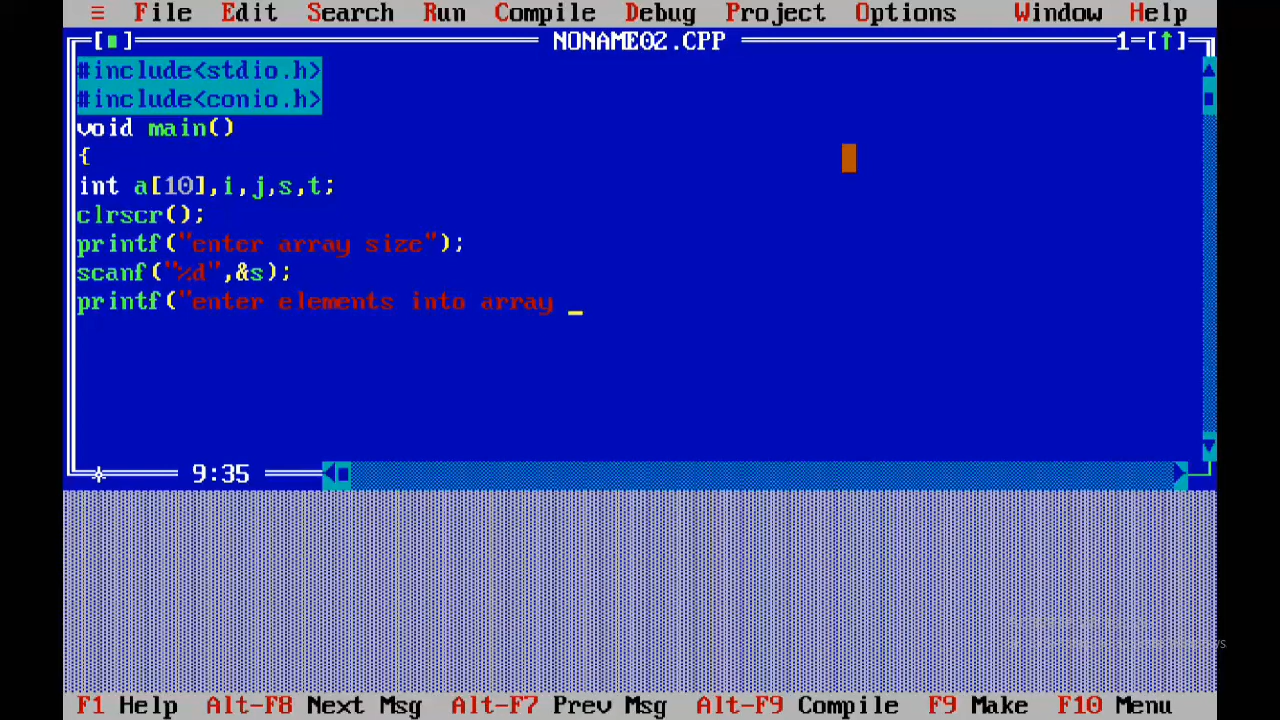 ≡ File Edit Search Run Compile Debug Project Options Window Help
[■] NONAME02.CPP 1=[↑]
#include<stdio.h>
#include<conio.h>
void main()
{
int a[10],i,j,s,t;
clrscr();
printf("enter array size");
scanf("%d",&s);
printf("enter elements into array _
9:35
F1 Help Alt-F8 Next Msg Alt-F7 Prev Msg Alt-F9 Compile F9 Make F10 Menu